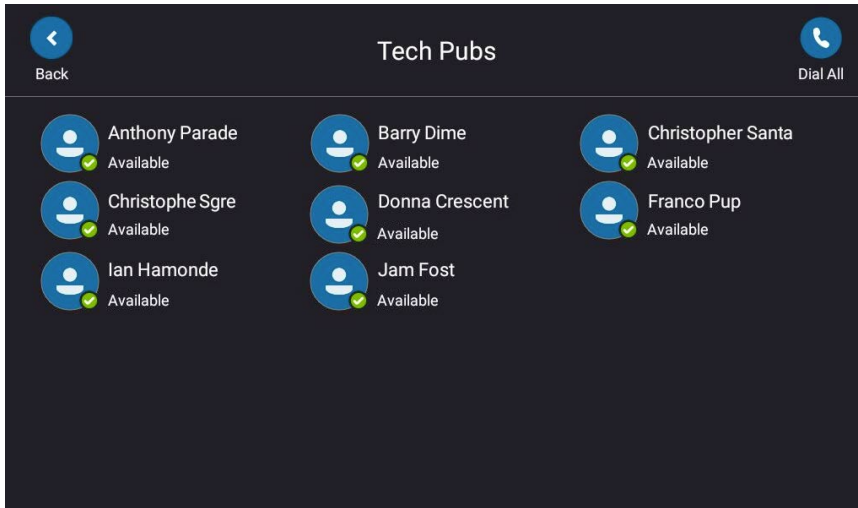 Tech Pubs
Back
Dial All
Anthony Parade
Available
Barry Dime
Available
Christopher Santa
Available
Christophe Sgre
Available
Donna Crescent
Available
Franco Pup
Available
Ian Hamonde
Available
Jam Fost
Available